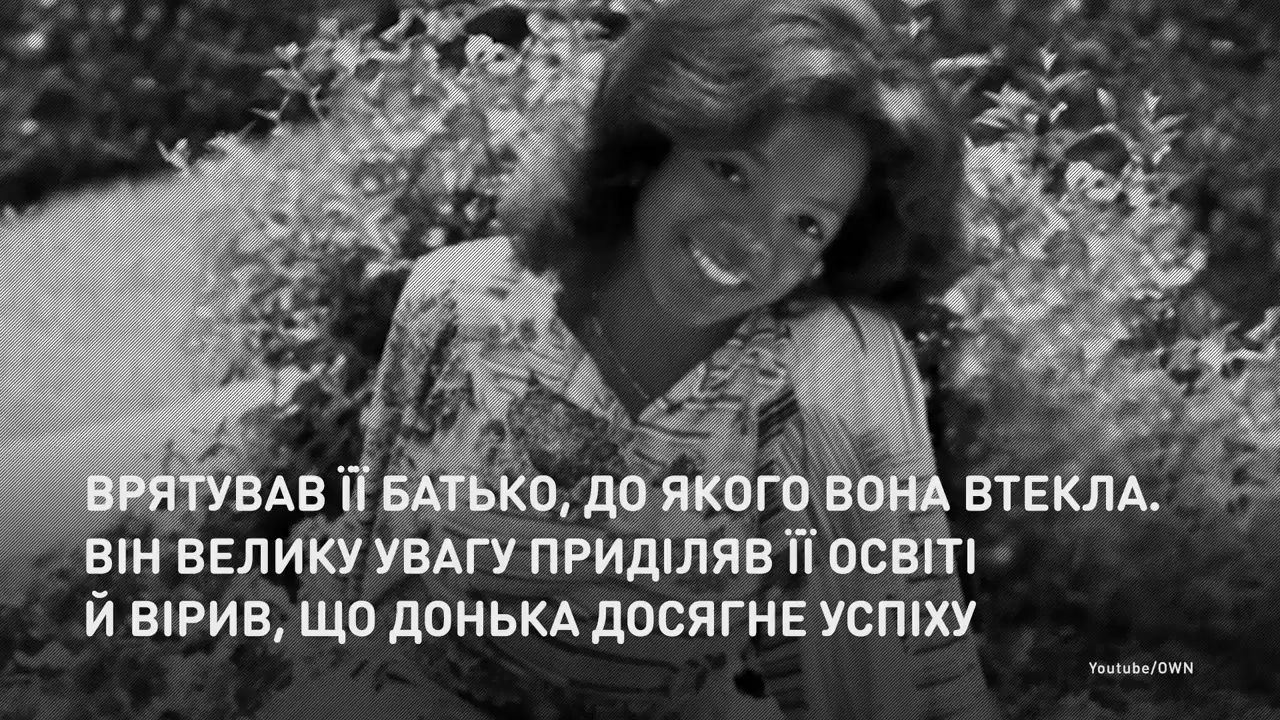 ВРЯТУВАВ ЇЇ БАТЬКО, ДО ЯКОГО ВОНА ВТЕКЛА.
ВІН ВЕЛИКУ УВАГУ ПРИДІЛЯВ ЇЇ ОСВІТІ
Й ВІРИВ, ЩО ДОНЬКА ДОСЯГНЕ УСПІХУ
Youtube/OWN